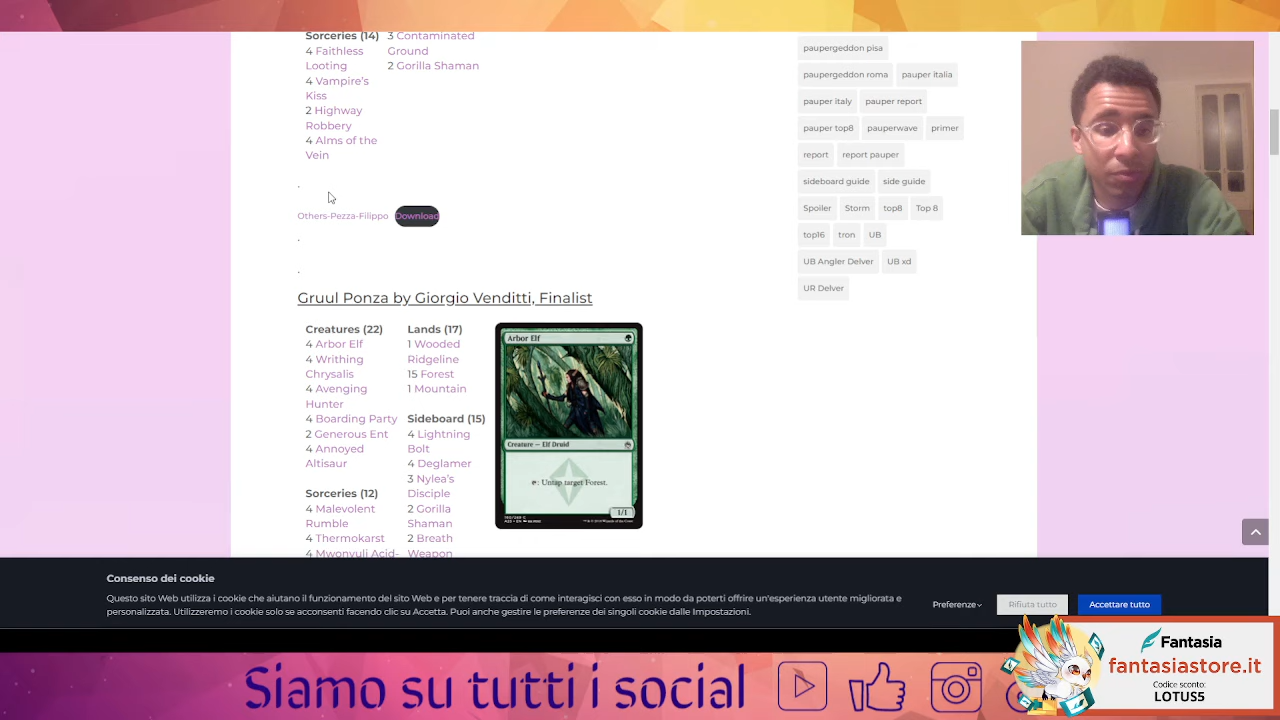 Sorceries (14)
4 Faithless
Looting
4 Vampire's
Kiss
2 Highway
Robbery
4 Alms of the
Vein
3 Contaminated
Ground
2 Gorilla Shaman
.
Others-Pezza-Filippo Download
.
.
Gruul Ponza by Giorgio Venditti, Finalist
Creatures (22)
4 Arbor Elf
4 Writhing
Chrysalis
4 Avenging
Hunter
4 Boarding Party
2 Generous Ent
4 Annoyed
Altisaur
Sorceries (12)
4 Malevolent
Rumble
4 Thermokarst
4 Mwonvuli Acid-
Lands (17)
1 Wooded
Ridgeline
15 Forest
1 Mountain
Sideboard (15)
4 Lightning
Bolt
4 Deglamer
3 Nylea's
Disciple
2 Gorilla
Shaman
2 Breath
Weapon
Arbor Elf
Creature — Elf Druid
: Untap target Forest.
1/1
paupergeddon pisa
paupergeddon roma pauper italia
pauper italy pauper report
pauper top8 pauperwave primer
report report pauper
sideboard guide side guide
Spoiler Storm top8 Top 8
top16 tron UB
UB Angler Delver UB xd
UR Delver
Consenso dei cookie
Questo sito Web utilizza i cookie che aiutano il funzionamento del sito Web e per tenere traccia di come interagisci con esso in modo da poterti offrire un'esperienza utente migliorata e
personalizzata. Utilizzeremo i cookie solo se acconsenti facendo clic su Accetta. Puoi anche gestire le preferenze dei singoli cookie dalle Impostazioni.
Preferenze Rifiuta tutto Accettare tutto
Siamo su tutti i social
Fantasia
fantasiastore.it
Codice sconto:
LOTUS5